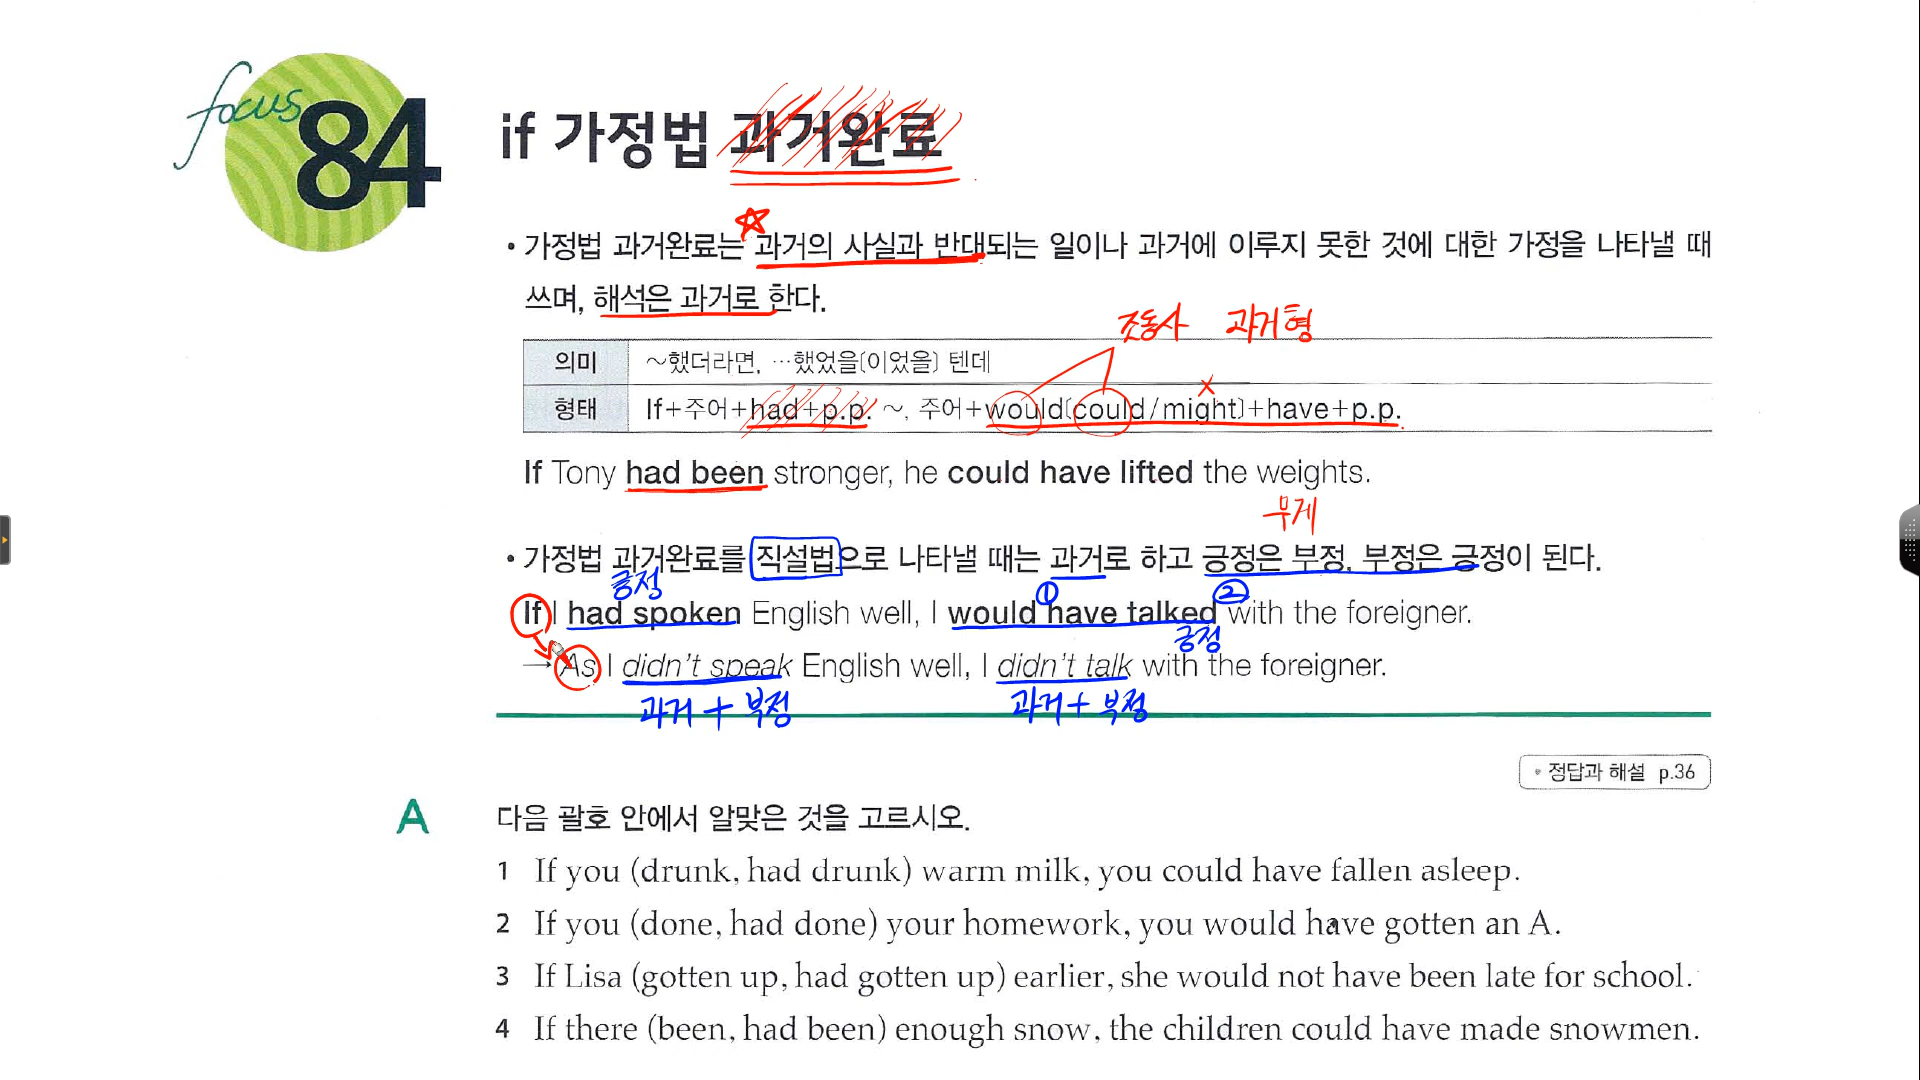 focus
84
if 가정법 과거완료
• 가정법 과거완료는 과거의 사실과 반대되는 일이나 과거에 이루지 못한 것에 대한 가정을 나타낼 때
쓰며, 해석은 과거로 한다.
조동사 과거형
의미 ~했더라면, …했었을(이었을) 텐데
형태 If+주어+had+p.p. ~, 주어+would(could/might)+have+p.p.
If Tony had been stronger, he could have lifted the weights.
무게
• 가정법 과거완료를 직설법으로 나타낼 때는 과거로 하고 긍정은 부정, 부정은 긍정이 된다.
긍정 ① ②
If I had spoken English well, I would have talked with the foreigner.
긍정
→ As I didn't speak English well, I didn't talk with the foreigner.
과거 + 부정 과거 + 부정
• 정답과 해설 p.36
A 다음 괄호 안에서 알맞은 것을 고르시오.
1 If you (drunk, had drunk) warm milk, you could have fallen asleep.
2 If you (done, had done) your homework, you would have gotten an A.
3 If Lisa (gotten up, had gotten up) earlier, she would not have been late for school.
4 If there (been, had been) enough snow, the children could have made snowmen.